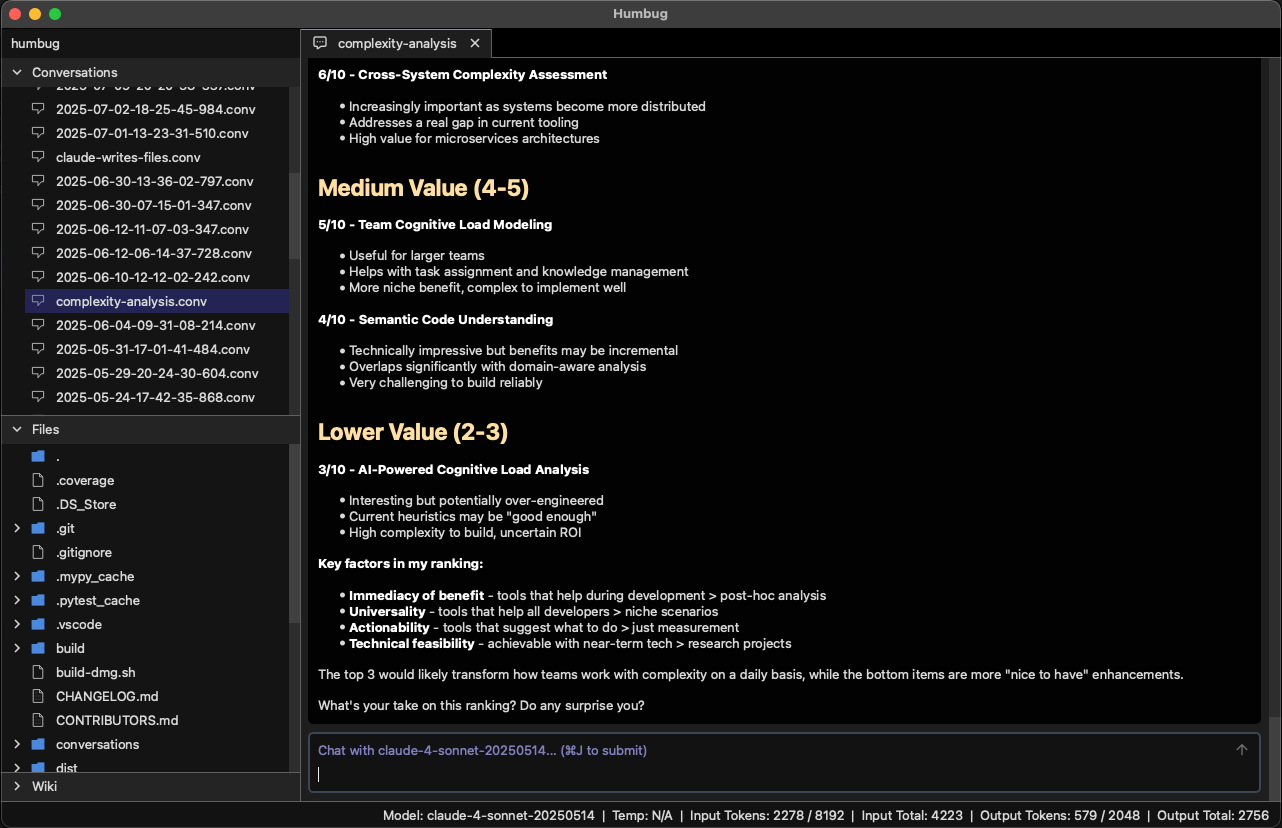 Humbug
humbug
Conversations
2025-07-02-18-25-45-984.conv
2025-07-01-13-23-31-510.conv
claude-writes-files.conv
2025-06-30-13-36-02-797.conv
2025-06-30-07-15-01-347.conv
2025-06-12-11-07-03-347.conv
2025-06-12-06-14-37-728.conv
2025-06-10-12-12-02-242.conv
complexity-analysis.conv
2025-06-04-09-31-08-214.conv
2025-05-31-17-01-41-484.conv
2025-05-29-20-24-30-604.conv
2025-05-24-17-42-35-868.conv
Files
.
.coverage
.DS_Store
.git
.gitignore
.mypy_cache
.pytest_cache
.vscode
build
build-dmg.sh
CHANGELOG.md
CONTRIBUTORS.md
conversations
dist
Wiki
complexity-analysis
6/10 - Cross-System Complexity Assessment
• Increasingly important as systems become more distributed
• Addresses a real gap in current tooling
• High value for microservices architectures
Medium Value (4-5)
5/10 - Team Cognitive Load Modeling
• Useful for larger teams
• Helps with task assignment and knowledge management
• More niche benefit, complex to implement well
4/10 - Semantic Code Understanding
• Technically impressive but benefits may be incremental
• Overlaps significantly with domain-aware analysis
• Very challenging to build reliably
Lower Value (2-3)
3/10 - AI-Powered Cognitive Load Analysis
• Interesting but potentially over-engineered
• Current heuristics may be "good enough"
• High complexity to build, uncertain ROI
Key factors in my ranking:
• Immediacy of benefit - tools that help during development > post-hoc analysis
• Universality - tools that help all developers > niche scenarios
• Actionability - tools that suggest what to do > just measurement
• Technical feasibility - achievable with near-term tech > research projects
The top 3 would likely transform how teams work with complexity on a daily basis, while the bottom items are more "nice to have" enhancements.
What's your take on this ranking? Do any surprise you?
Chat with claude-4-sonnet-20250514... (⌘J to submit)
Model: claude-4-sonnet-20250514 | Temp: N/A | Input Tokens: 2278 / 8192 | Input Total: 4223 | Output Tokens: 579 / 2048 | Output Total: 2756